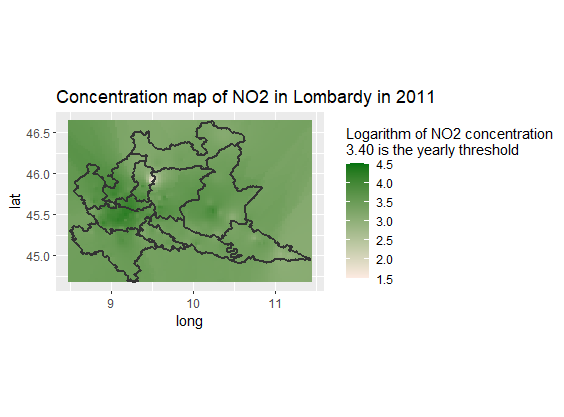 Concentration map of NO2 in Lombardy in 2011
46.5
46.0
45.5
45.0
lat
9
10
11
long
Logarithm of NO2 concentration
3.40 is the yearly threshold
4.5
4.0
3.5
3.0
2.5
2.0
1.5